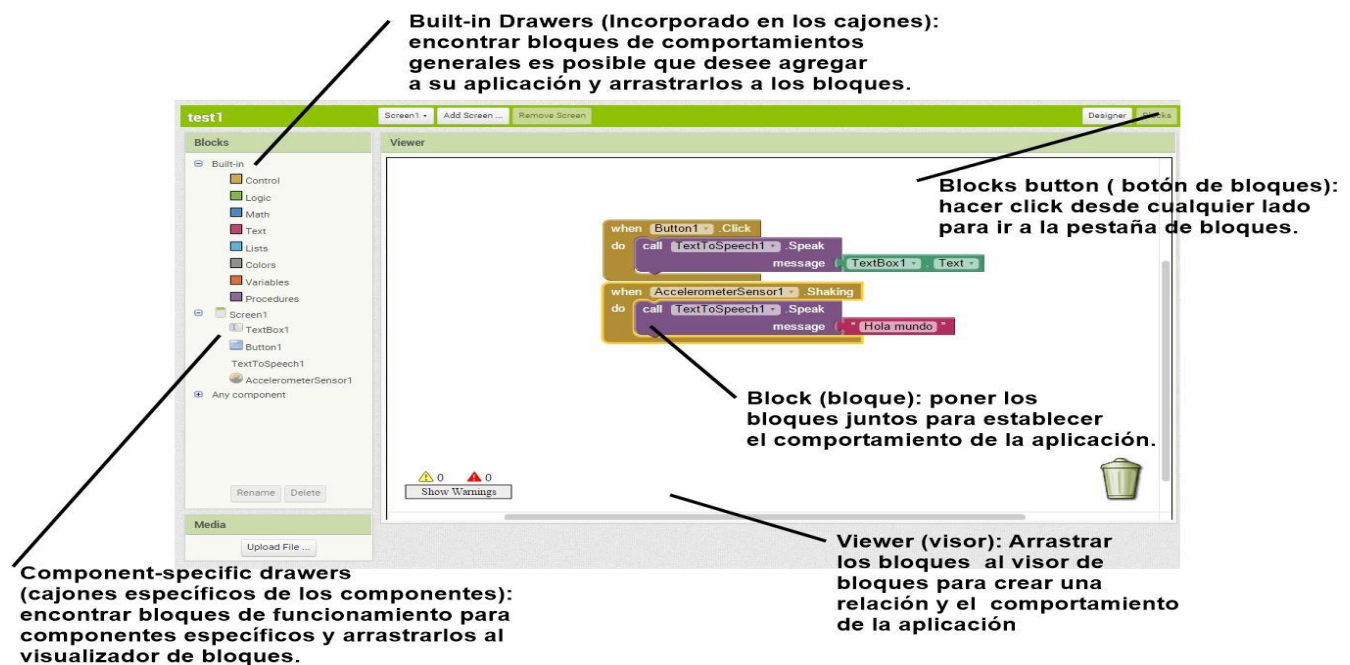 Built-in Drawers (Incorporado en los cajones):
encontrar bloques de comportamientos
generales es posible que desee agregar
a su aplicación y arrastrarlos a los bloques.
test1
Screen1
Add Screen ...
Remove Screen
Designer
Blocks
Blocks
Viewer
Built-in
Control
Logic
Math
Text
Lists
Colors
Variables
Procedures
Screen1
TextBox1
Button1
TextToSpeech1
AccelerometerSensor1
Any component
Rename
Delete
Media
Upload File ...
when Button1 .Click
do call TextToSpeech1 .Speak
message TextBox1 . Text
when AccelerometerSensor1 .Shaking
do call TextToSpeech1 .Speak
message " Hola mundo "
0
0
Show Warnings
Blocks button ( botón de bloques):
hacer click desde cualquier lado
para ir a la pestaña de bloques.
Block (bloque): poner los
bloques juntos para establecer
el comportamiento de la aplicación.
Viewer (visor): Arrastrar
los bloques al visor de
bloques para crear una
relación y el comportamiento
de la aplicación
Component-specific drawers
(cajones específicos de los componentes):
encontrar bloques de funcionamiento para
componentes específicos y arrastrarlos al
visualizador de bloques.